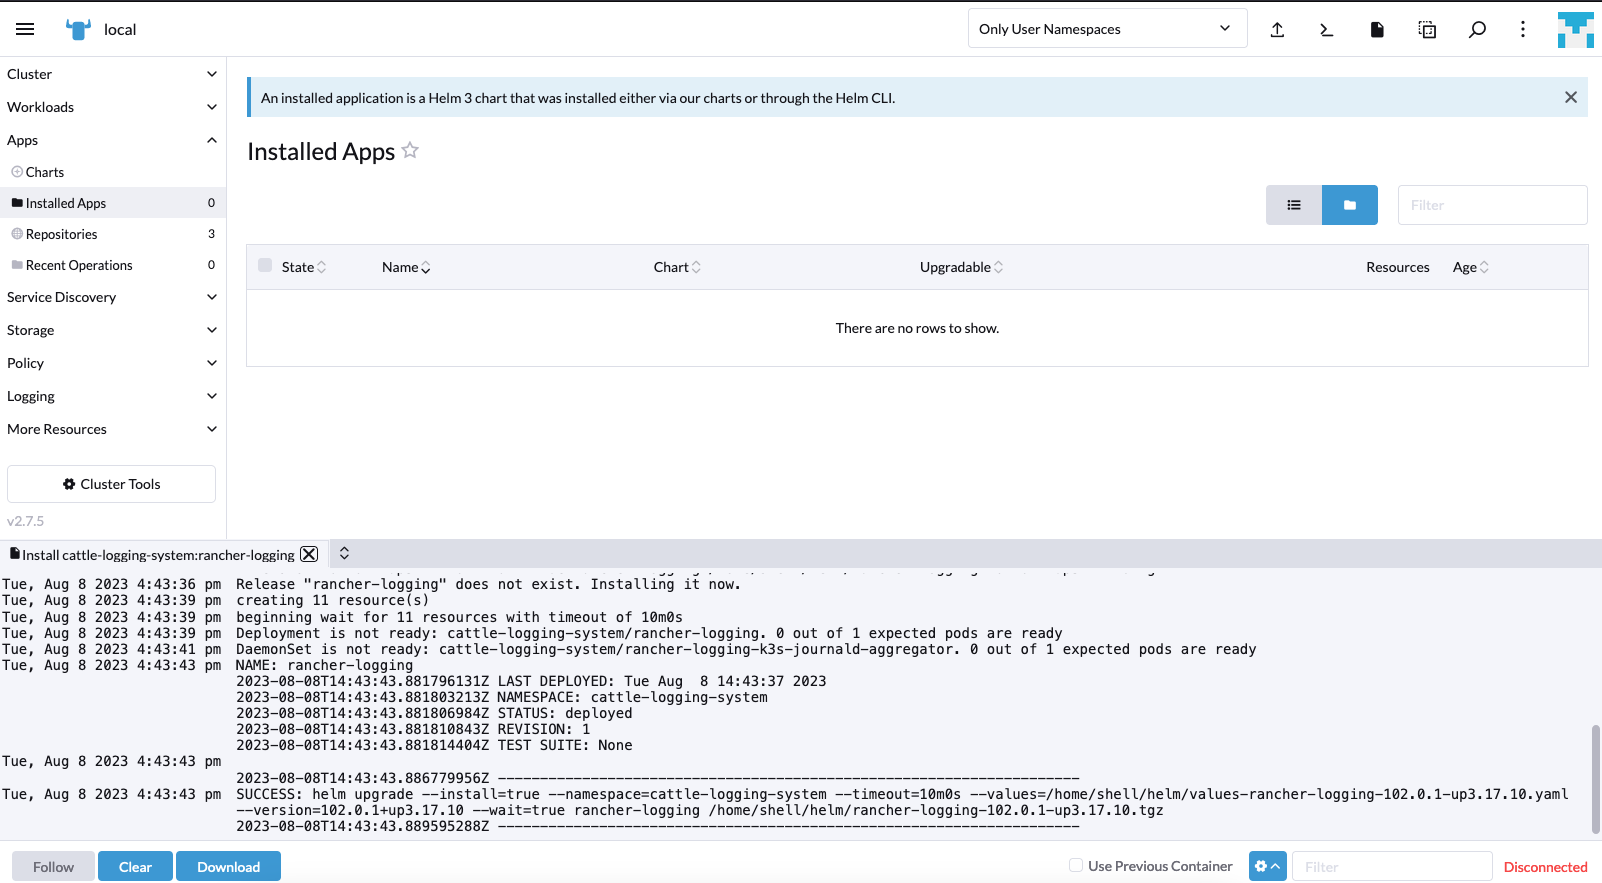 local
Only User Namespaces
Cluster
Workloads
Apps
Charts
Installed Apps 0
Repositories 3
Recent Operations 0
Service Discovery
Storage
Policy
Logging
More Resources
Cluster Tools
v2.7.5
An installed application is a Helm 3 chart that was installed either via our charts or through the Helm CLI.
Installed Apps
Filter
State Name Chart Upgradable Resources Age
There are no rows to show.
Install cattle-logging-system:rancher-logging
Tue, Aug 8 2023 4:43:36 pm Release "rancher-logging" does not exist. Installing it now.
Tue, Aug 8 2023 4:43:39 pm creating 11 resource(s)
Tue, Aug 8 2023 4:43:39 pm beginning wait for 11 resources with timeout of 10m0s
Tue, Aug 8 2023 4:43:39 pm Deployment is not ready: cattle-logging-system/rancher-logging. 0 out of 1 expected pods are ready
Tue, Aug 8 2023 4:43:41 pm DaemonSet is not ready: cattle-logging-system/rancher-logging-k3s-journald-aggregator. 0 out of 1 expected pods are ready
Tue, Aug 8 2023 4:43:43 pm NAME: rancher-logging
2023-08-08T14:43:43.881796131Z LAST DEPLOYED: Tue Aug  8 14:43:37 2023
2023-08-08T14:43:43.881803213Z NAMESPACE: cattle-logging-system
2023-08-08T14:43:43.881806984Z STATUS: deployed
2023-08-08T14:43:43.881810843Z REVISION: 1
2023-08-08T14:43:43.881814404Z TEST SUITE: None
Tue, Aug 8 2023 4:43:43 pm
2023-08-08T14:43:43.886779956Z ---------------------------------------------------------------------
Tue, Aug 8 2023 4:43:43 pm SUCCESS: helm upgrade --install=true --namespace=cattle-logging-system --timeout=10m0s --values=/home/shell/helm/values-rancher-logging-102.0.1-up3.17.10.yaml
--version=102.0.1+up3.17.10 --wait=true rancher-logging /home/shell/helm/rancher-logging-102.0.1-up3.17.10.tgz
2023-08-08T14:43:43.889595288Z ---------------------------------------------------------------------
Follow Clear Download Use Previous Container Filter Disconnected